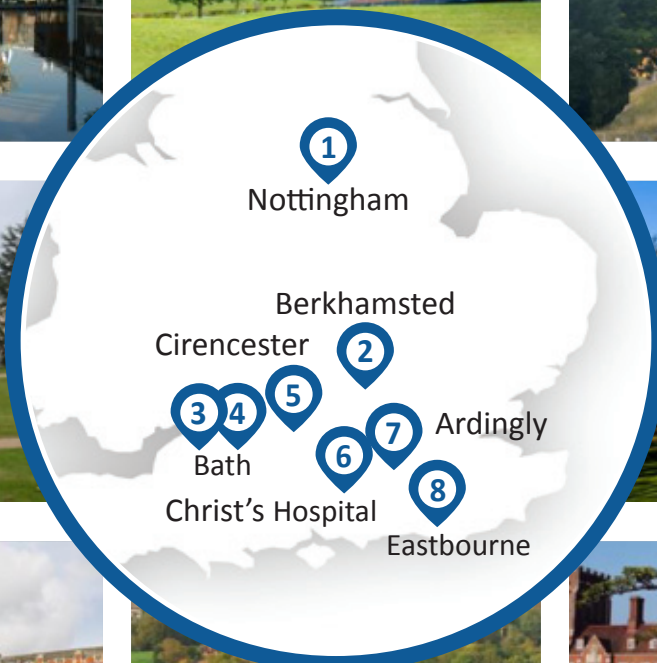 1
Nottingham
Berkhamsted
2
Cirencester
5
3 4
7
Ardingly
Bath
6
8
Christ's Hospital
Eastbourne